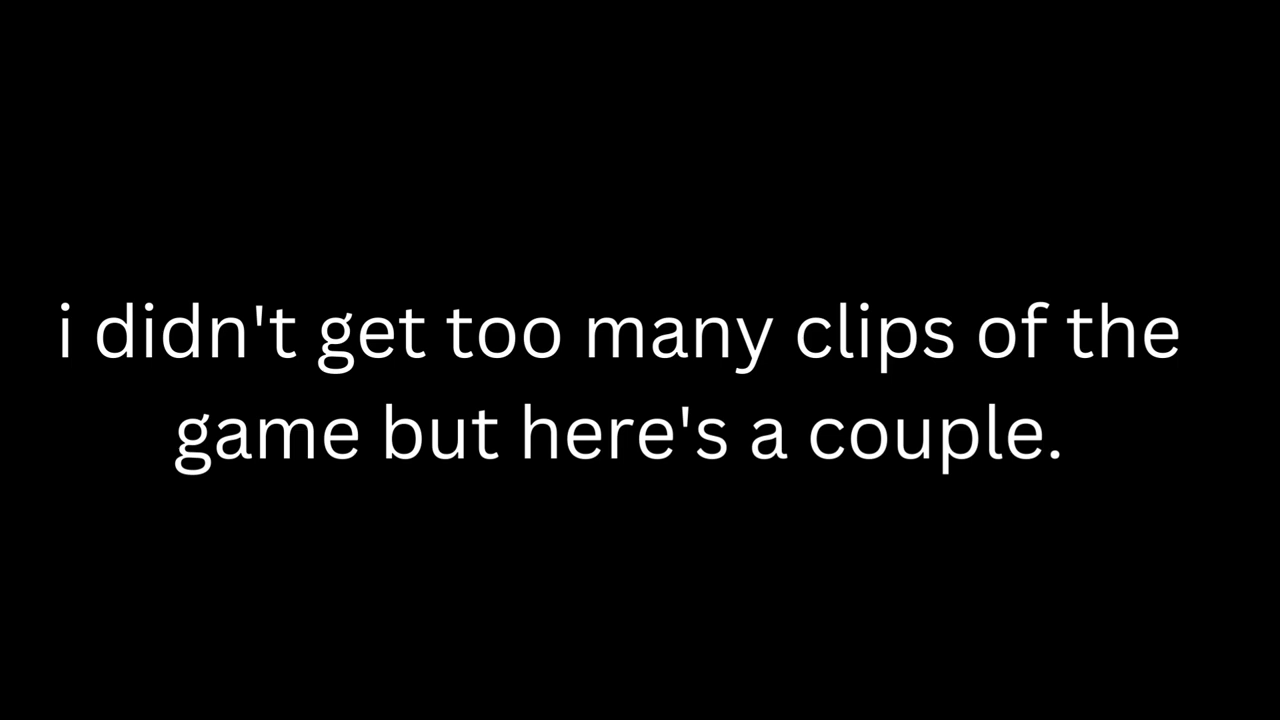 i didn't get too many clips of the
game but here's a couple.